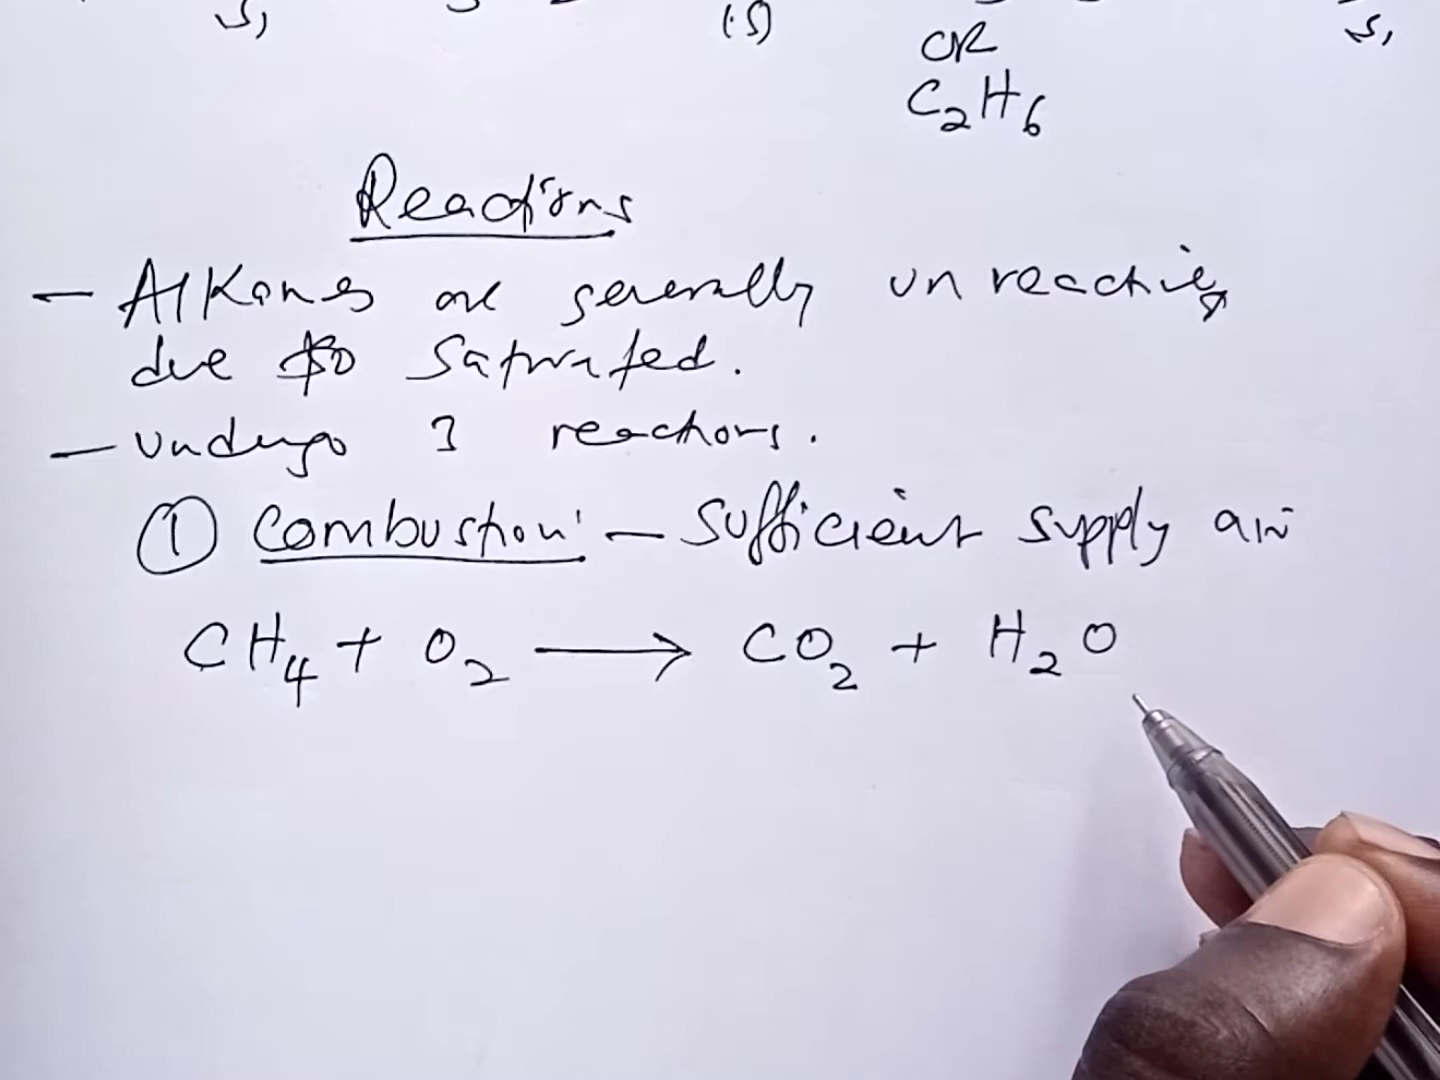 s, (s) s,
OR
C₂H₆
Reactions
- Alkanes are generally unreactive
due to saturated.
- Undergo 3 reactions.
① Combustion - Sufficient supply air
CH₄ + O₂ → CO₂ + H₂O